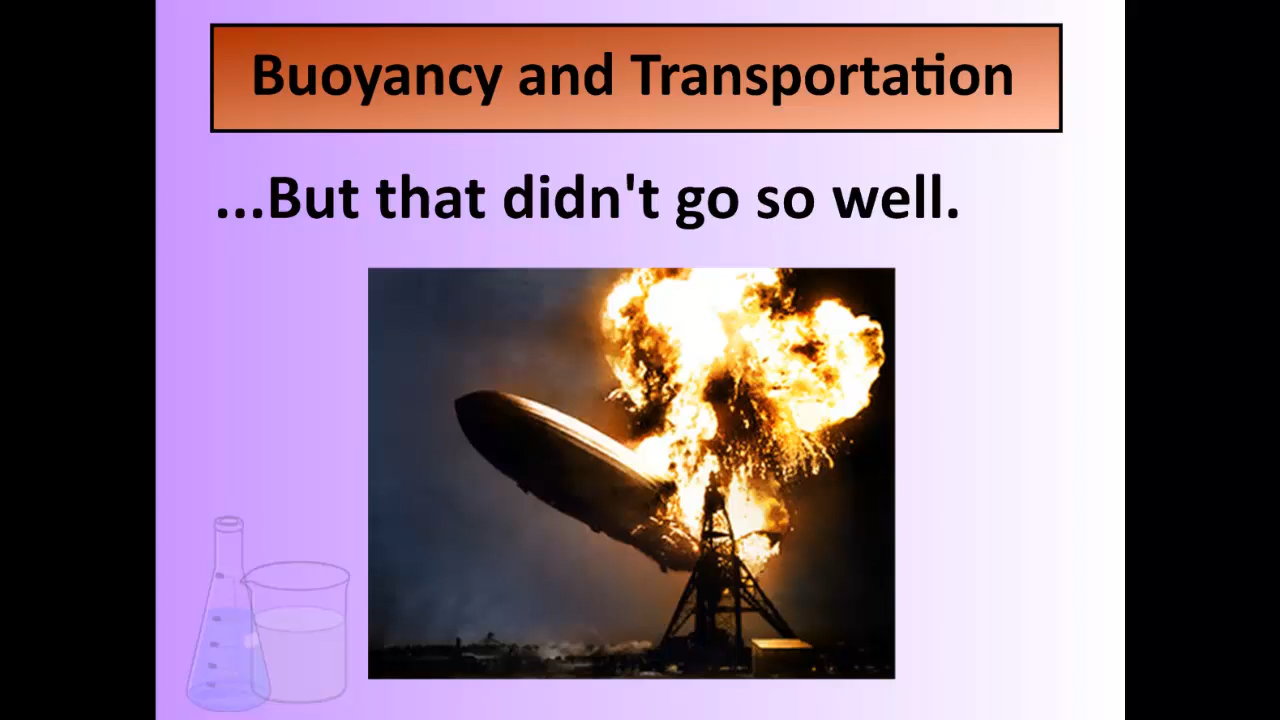 Buoyancy and Transportation
...But that didn't go so well.